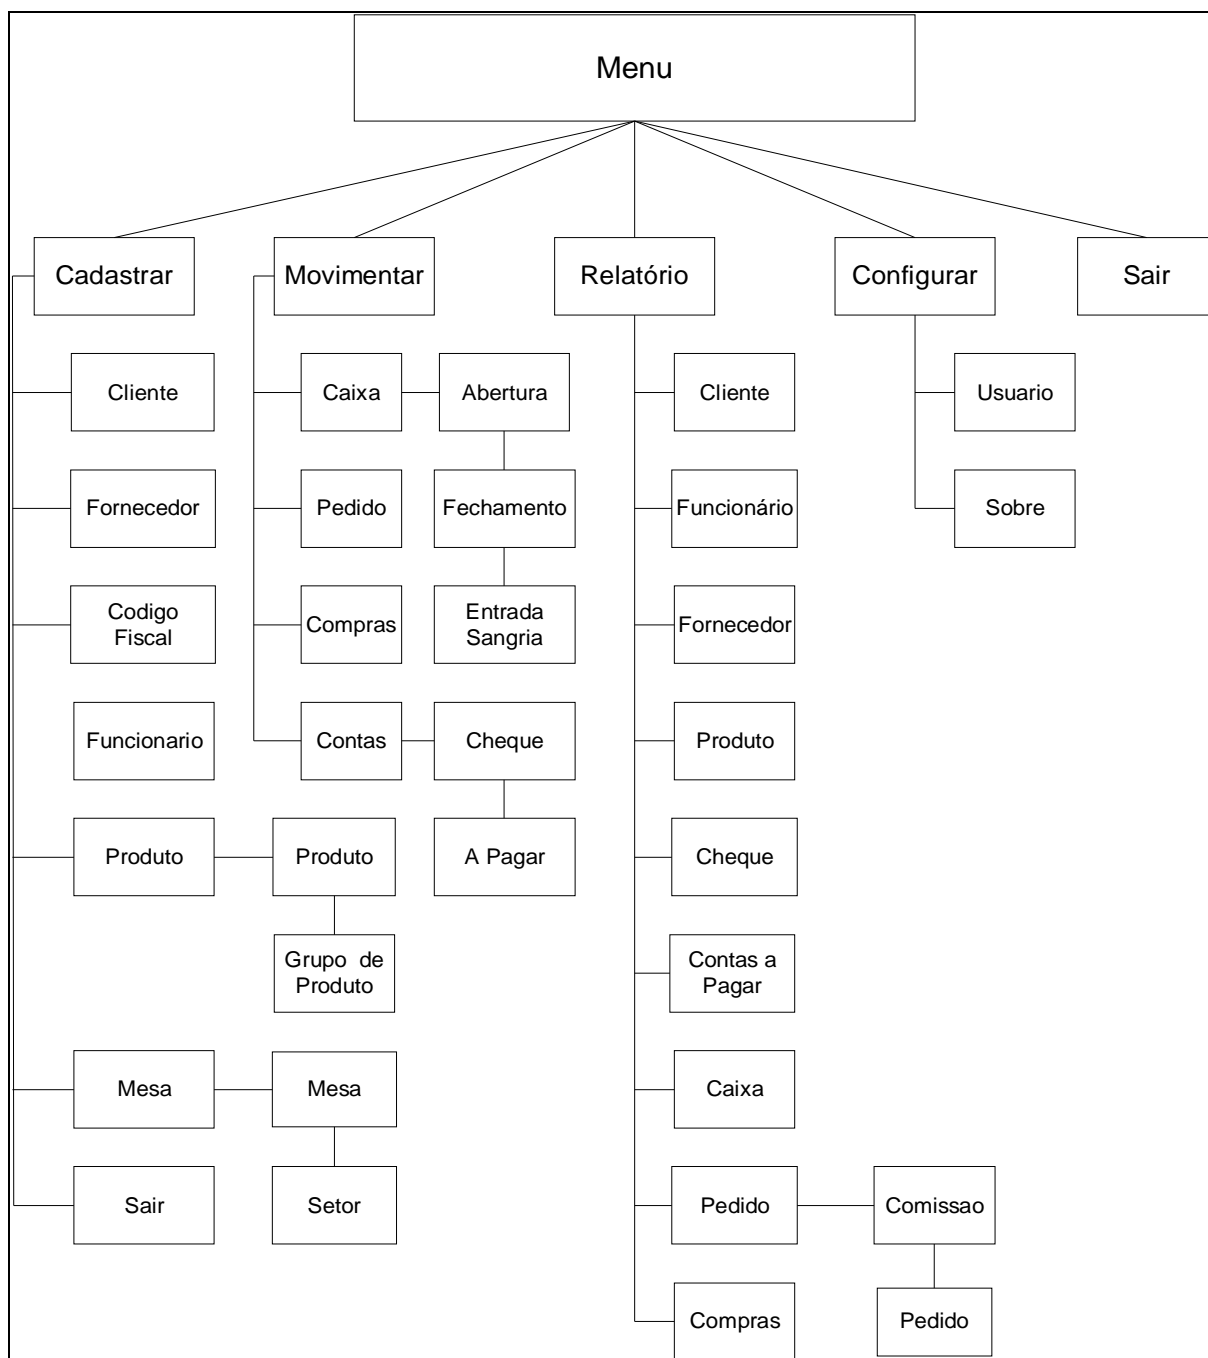 Menu
Cadastrar
Movimentar
Relatório
Configurar
Sair
Cliente
Caixa
Abertura
Cliente
Usuario
Fornecedor
Pedido
Fechamento
Funcionário
Sobre
Codigo
Fiscal
Compras
Entrada
Sangria
Fornecedor
Funcionario
Contas
Cheque
Produto
Produto
Produto
A Pagar
Cheque
Grupo de
Produto
Contas a
Pagar
Mesa
Mesa
Caixa
Sair
Setor
Pedido
Comissao
Compras
Pedido